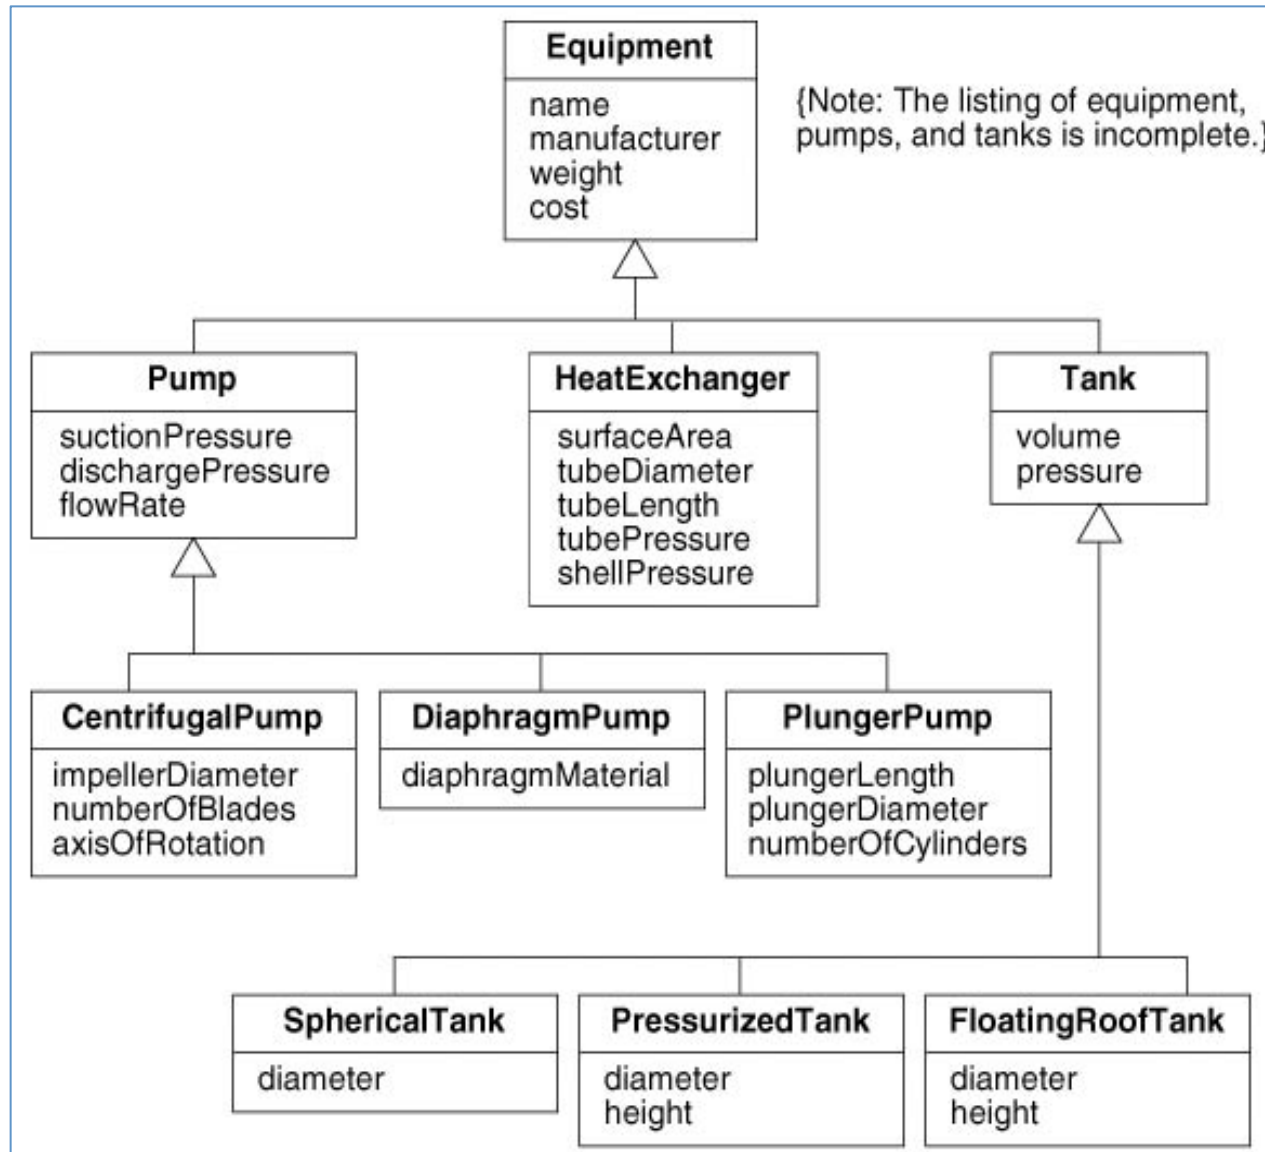 Equipment
name
manufacturer
weight
cost
{Note: The listing of equipment,
pumps, and tanks is incomplete.}
Pump
suctionPressure
dischargePressure
flowRate
HeatExchanger
surfaceArea
tubeDiameter
tubeLength
tubePressure
shellPressure
Tank
volume
pressure
CentrifugalPump
impellerDiameter
numberOfBlades
axisOfRotation
DiaphragmPump
diaphragmMaterial
PlungerPump
plungerLength
plungerDiameter
numberOfCylinders
SphericalTank
diameter
PressurizedTank
diameter
height
FloatingRoofTank
diameter
height